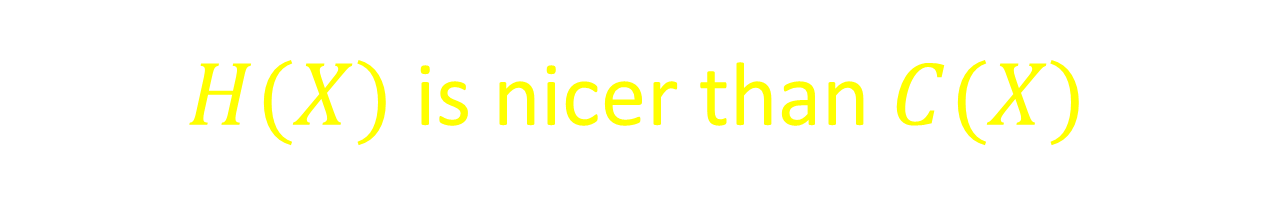 H(X) is nicer than C(X)